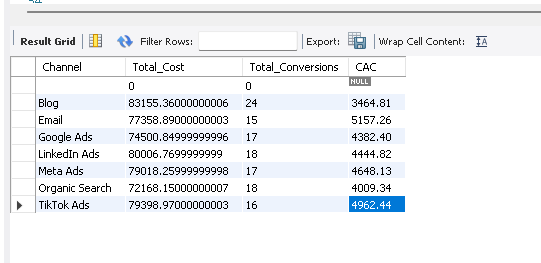 Result Grid Filter Rows: Export: Wrap Cell Content: IA
Channel Total_Cost Total_Conversions CAC
0 0 NULL
Blog 83155.36000000006 24 3464.81
Email 77358.89000000003 15 5157.26
Google Ads 74500.84999999996 17 4382.40
LinkedIn Ads 80006.7699999999 18 4444.82
Meta Ads 79018.25999999998 17 4648.13
Organic Search 72168.15000000007 18 4009.34
TikTok Ads 79398.97000000003 16 4962.44